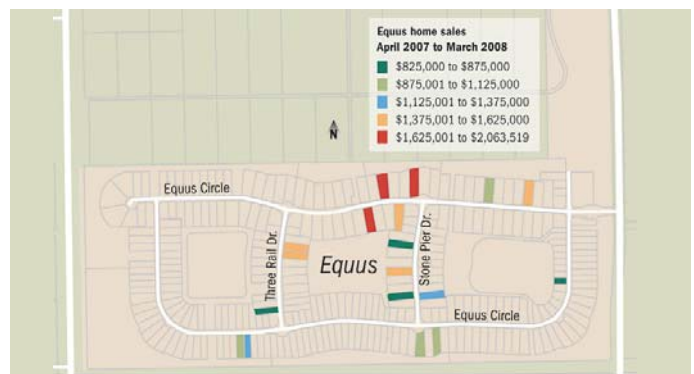 Equus home sales
April 2007 to March 2008
$825,000 to $875,000
$875,001 to $1,125,000
$1,125,001 to $1,375,000
$1,375,001 to $1,625,000
$1,625,001 to $2,063,519
N
Equus Circle
Three Rail Dr.
Equus
Stone Pier Dr.
Equus Circle